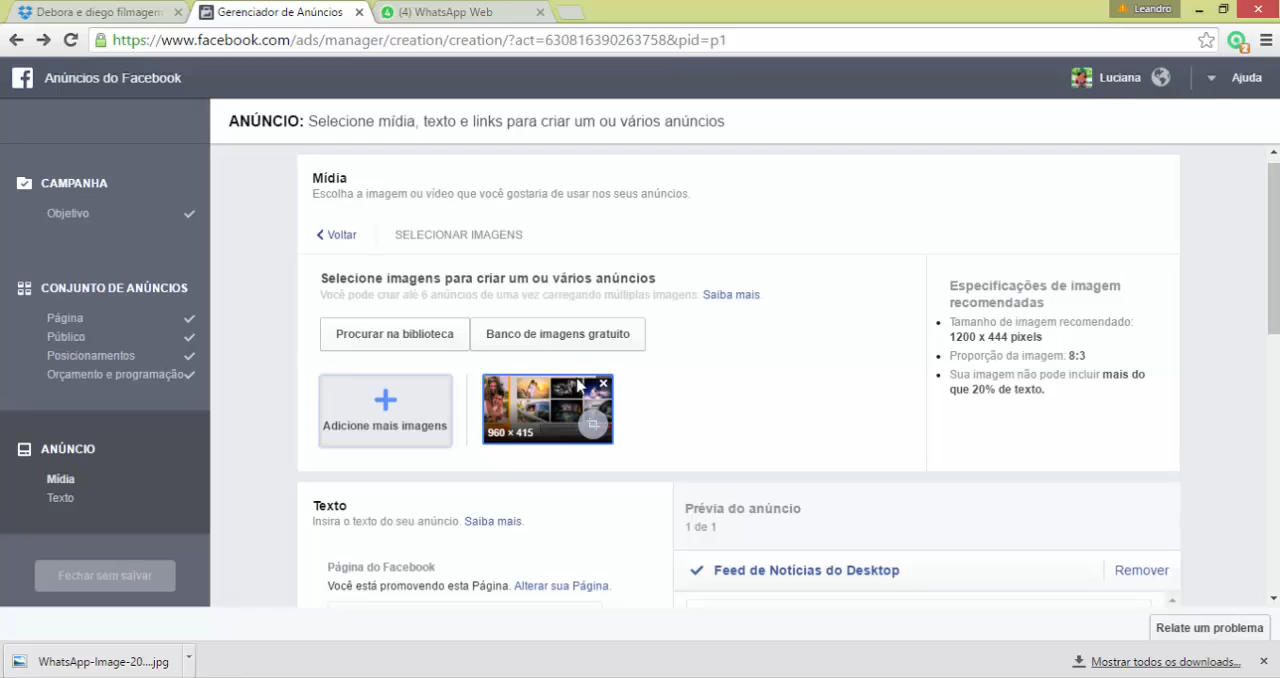 Debora e diego filmagem
Gerenciador de Anúncios
(4) WhatsApp Web
Leandro
https://www.facebook.com/ads/manager/creation/creation/?act=630816390263758&pid=p1
Anúncios do Facebook
Luciana
Ajuda
ANÚNCIO: Selecione mídia, texto e links para criar um ou vários anúncios
CAMPANHA
Objetivo
CONJUNTO DE ANÚNCIOS
Página
Público
Posicionamentos
Orçamento e programação
ANÚNCIO
Mídia
Texto
Fechar sem salvar
Mídia
Escolha a imagem ou vídeo que você gostaria de usar nos seus anúncios.
Voltar
SELECIONAR IMAGENS
Selecione imagens para criar um ou vários anúncios
Você pode criar até 6 anúncios de uma vez carregando múltiplas imagens. Saiba mais.
Procurar na biblioteca
Banco de imagens gratuito
Adicione mais imagens
960 × 415
Especificações de imagem
recomendadas
Tamanho de imagem recomendado:
1200 x 444 pixels
Proporção da imagem: 8:3
Sua imagem não pode incluir mais do
que 20% de texto.
Texto
Insira o texto do seu anúncio. Saiba mais.
Página do Facebook
Você está promovendo esta Página. Alterar sua Página.
Prévia do anúncio
1 de 1
Feed de Notícias do Desktop
Remover
Relate um problema
WhatsApp-Image-20....jpg
Mostrar todos os downloads...